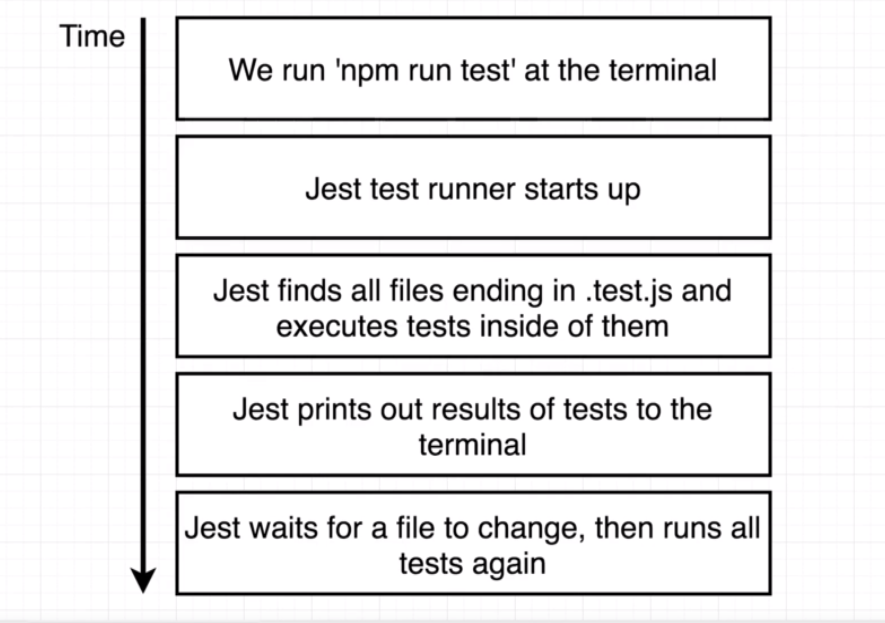 Time
We run 'npm run test' at the terminal
Jest test runner starts up
Jest finds all files ending in .test.js and
executes tests inside of them
Jest prints out results of tests to the
terminal
Jest waits for a file to change, then runs all
tests again